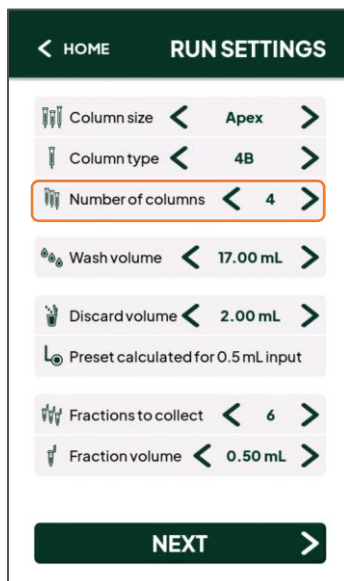 HOME RUN SETTINGS
Column size Apex
Column type 4B
Number of columns 4
Wash volume 17.00 mL
Discard volume 2.00 mL
Preset calculated for 0.5 mL input
Fractions to collect 6
Fraction volume 0.50 mL
NEXT